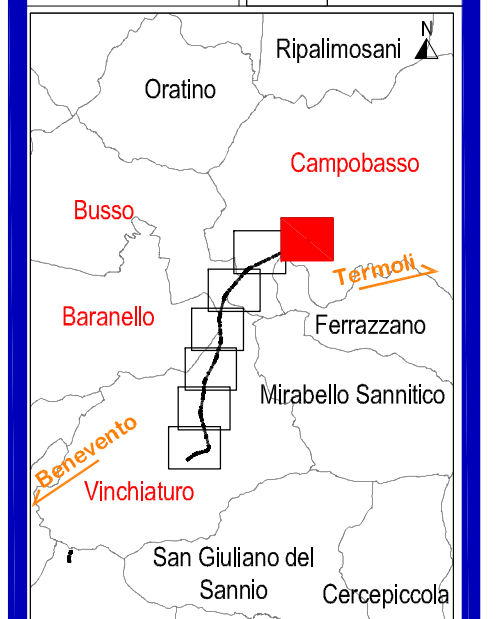 N
Ripalimosani
Oratino
Campobasso
Busso
Termoli
Baranello
Ferrazzano
Mirabello Sannitico
Benevento
Vinchiaturo
San Giuliano del
Sannio
Cercepiccola